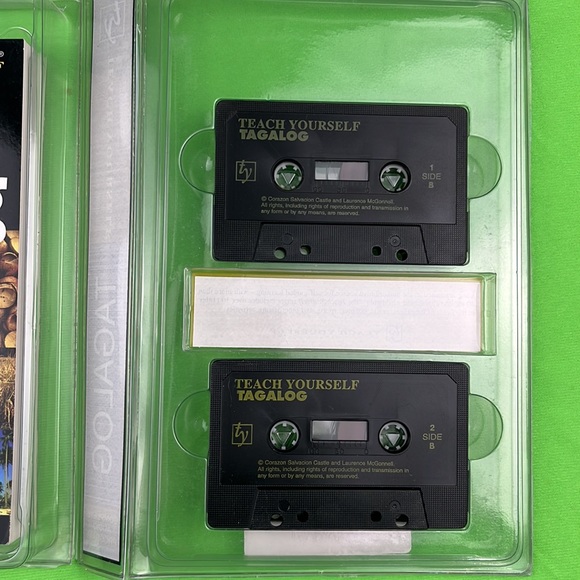 TEACH YOURSELF
TAGALOG
ty
1
SIDE
B
© Corazon Salvacion Castle and Laurence McGonnell.
All rights, including rights of reproduction and transmission in
any form or by any means, are reserved.
TEACH YOURSELF
TAGALOG
ty
2
SIDE
B
© Corazon Salvacion Castle and Laurence McGonnell.
All rights, including rights of reproduction and transmission in
any form or by any means, are reserved.
ty
TAGALOG